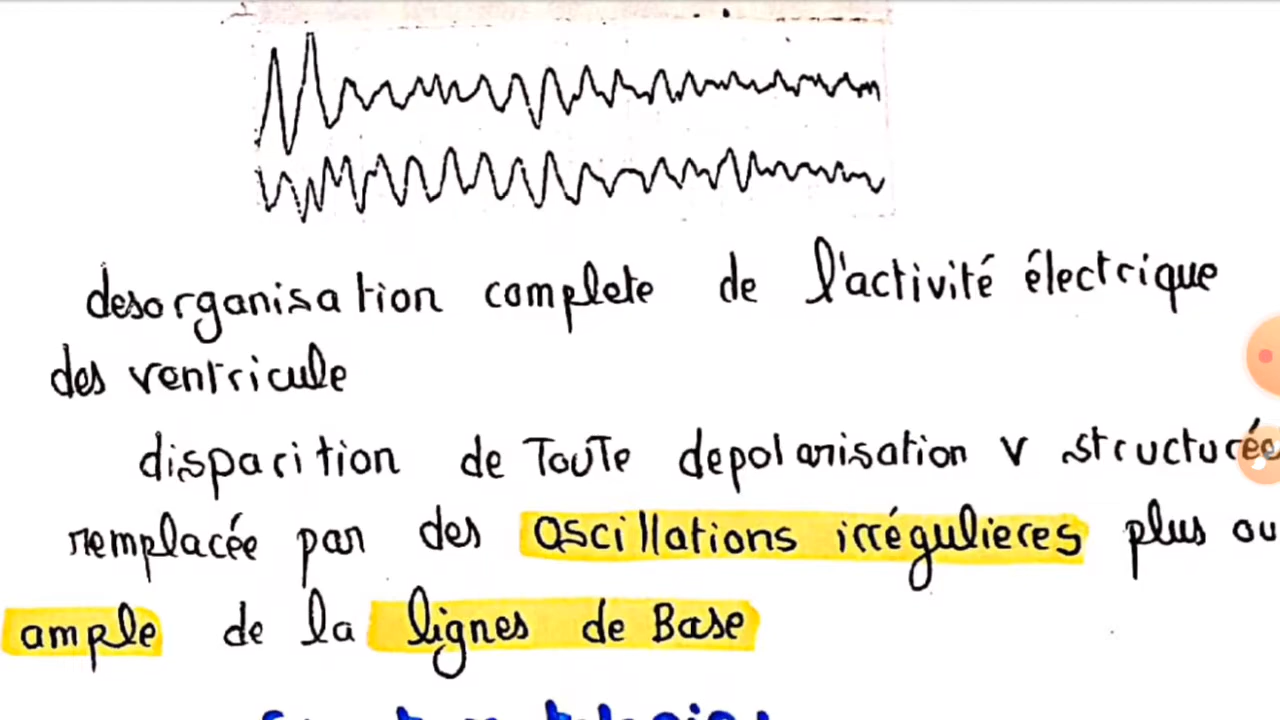 desorganisation complete de l'activité électrique
des ventricule
disparition de TouTe depolarisation V structurée
remplacée par des oscillations irrégulieres plus ou
ample de la lignes de Base